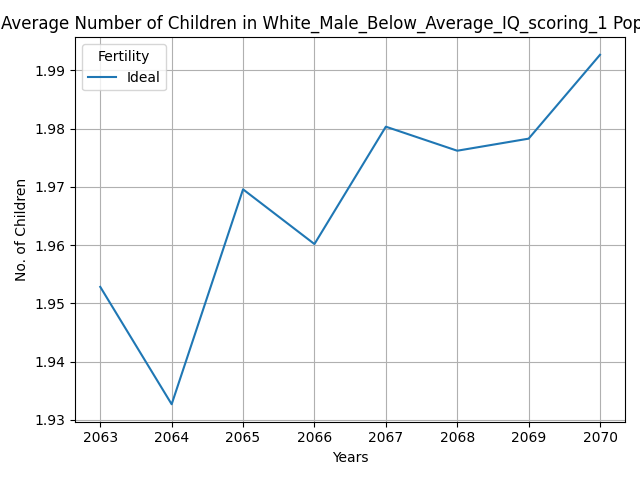 Average Number of Children in White_Male_Below_Average_IQ_scoring_1 Pop
Fertility
Ideal
No. of Children
1.99
1.98
1.97
1.96
1.95
1.94
1.93
2063 2064 2065 2066 2067 2068 2069 2070
Years